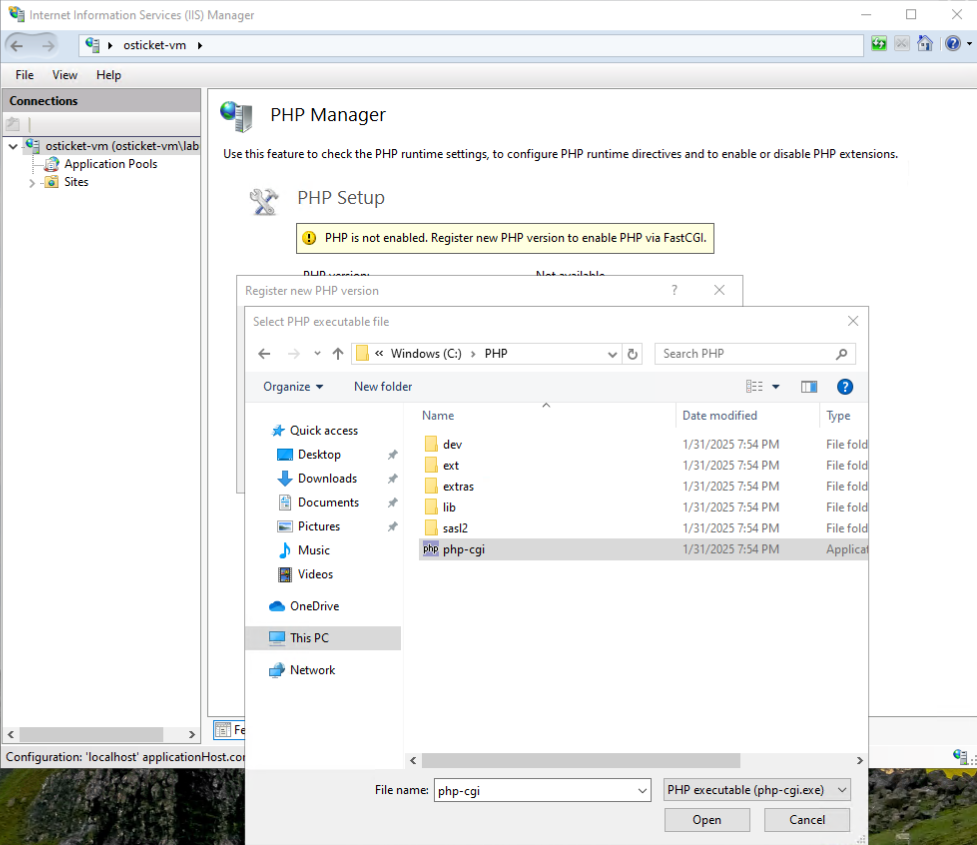 Internet Information Services (IIS) Manager
osticket-vm
File View Help
Connections
osticket-vm (osticket-vm\lab
Application Pools
Sites
PHP Manager
Use this feature to check the PHP runtime settings, to configure PHP runtime directives and to enable or disable PHP extensions.
PHP Setup
PHP is not enabled. Register new PHP version to enable PHP via FastCGI.
PHP version: Not available
Register new PHP version ?
Select PHP executable file
« Windows (C:) › PHP
Search PHP
Organize New folder
Name Date modified Type
Quick access
Desktop
Downloads
Documents
Pictures
Music
Videos
OneDrive
This PC
Network
dev 1/31/2025 7:54 PM File fold
ext 1/31/2025 7:54 PM File fold
extras 1/31/2025 7:54 PM File fold
lib 1/31/2025 7:54 PM File fold
sasl2 1/31/2025 7:54 PM File fold
php php-cgi 1/31/2025 7:54 PM Applicat
Fe
Configuration: 'localhost' applicationHost.con
File name: php-cgi PHP executable (php-cgi.exe)
Open Cancel